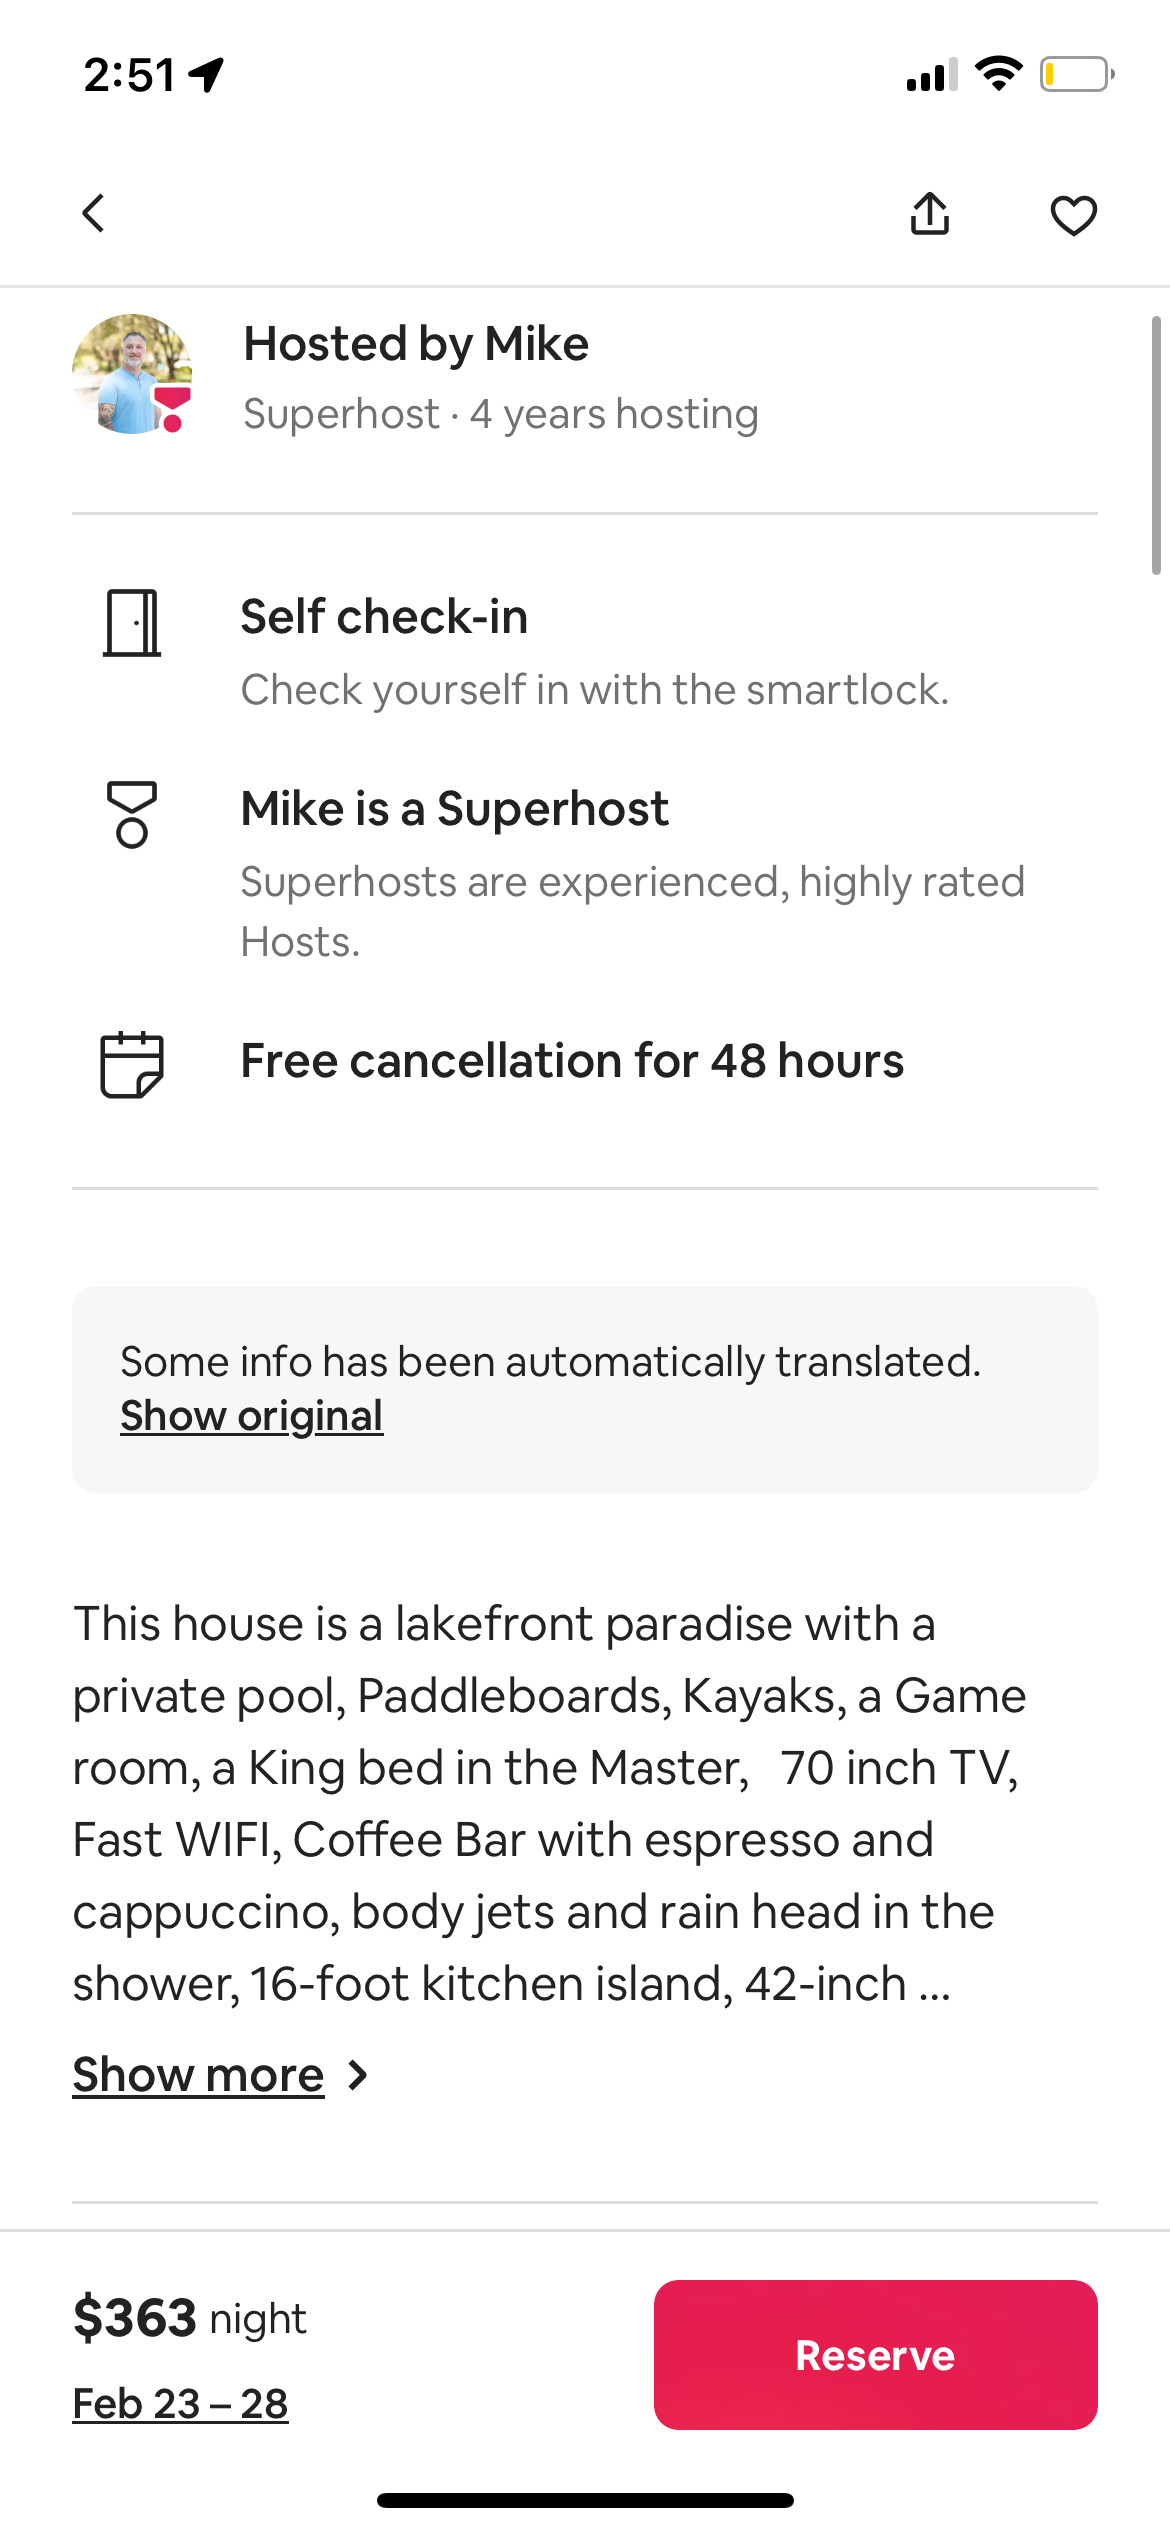 2:51
Hosted by Mike
Superhost · 4 years hosting
Self check-in
Check yourself in with the smartlock.
Mike is a Superhost
Superhosts are experienced, highly rated
Hosts.
Free cancellation for 48 hours
Some info has been automatically translated.
Show original
This house is a lakefront paradise with a
private pool, Paddleboards, Kayaks, a Game
room, a King bed in the Master,   70 inch TV,
Fast WIFI, Coffee Bar with espresso and
cappuccino, body jets and rain head in the
shower, 16-foot kitchen island, 42-inch ...
Show more
$363 night
Feb 23 – 28
Reserve